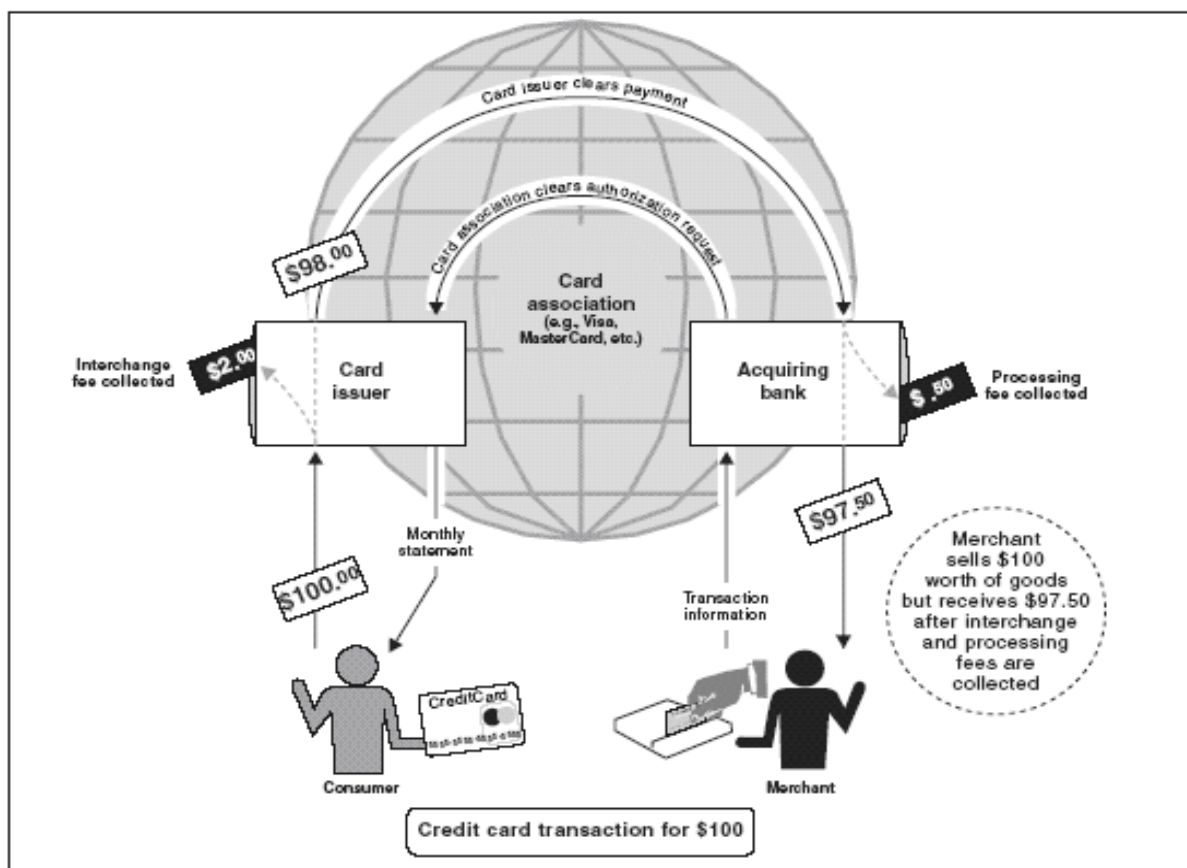 Card issuer clears payment
Card association clears authorization request
$98.00
Card
association
(e.g., Visa,
MasterCard, etc.)
Interchange
fee collected
$2.00
Card
issuer
Acquiring
bank
$ .50
Processing
fee collected
$97.50
Monthly
statement
$100.00
Transaction
information
Merchant
sells $100
worth of goods
but receives $97.50
after interchange
and processing
fees are
collected
CreditCard
Consumer
Merchant
Credit card transaction for $100